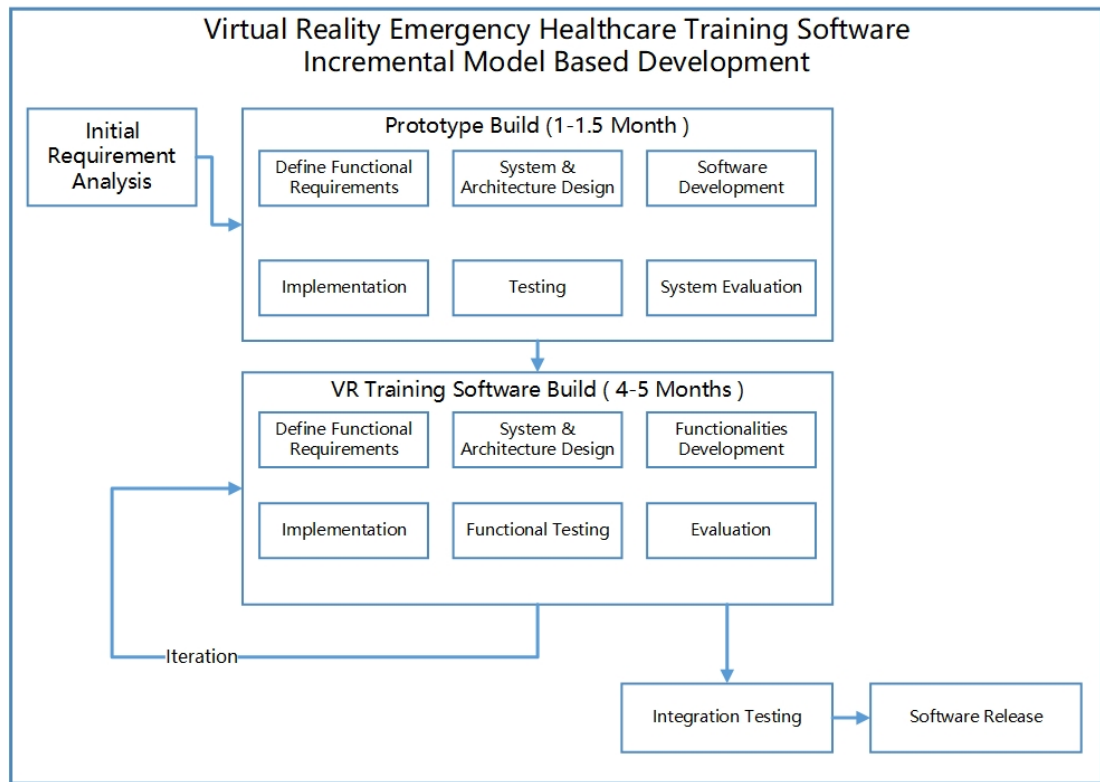 Virtual Reality Emergency Healthcare Training Software
Incremental Model Based Development
Initial
Requirement
Analysis
Prototype Build (1-1.5 Month )
Define Functional
Requirements
System &
Architecture Design
Software
Development
Implementation
Testing
System Evaluation
VR Training Software Build ( 4-5 Months )
Define Functional
Requirements
System &
Architecture Design
Functionalities
Development
Implementation
Functional Testing
Evaluation
Iteration
Integration Testing
Software Release